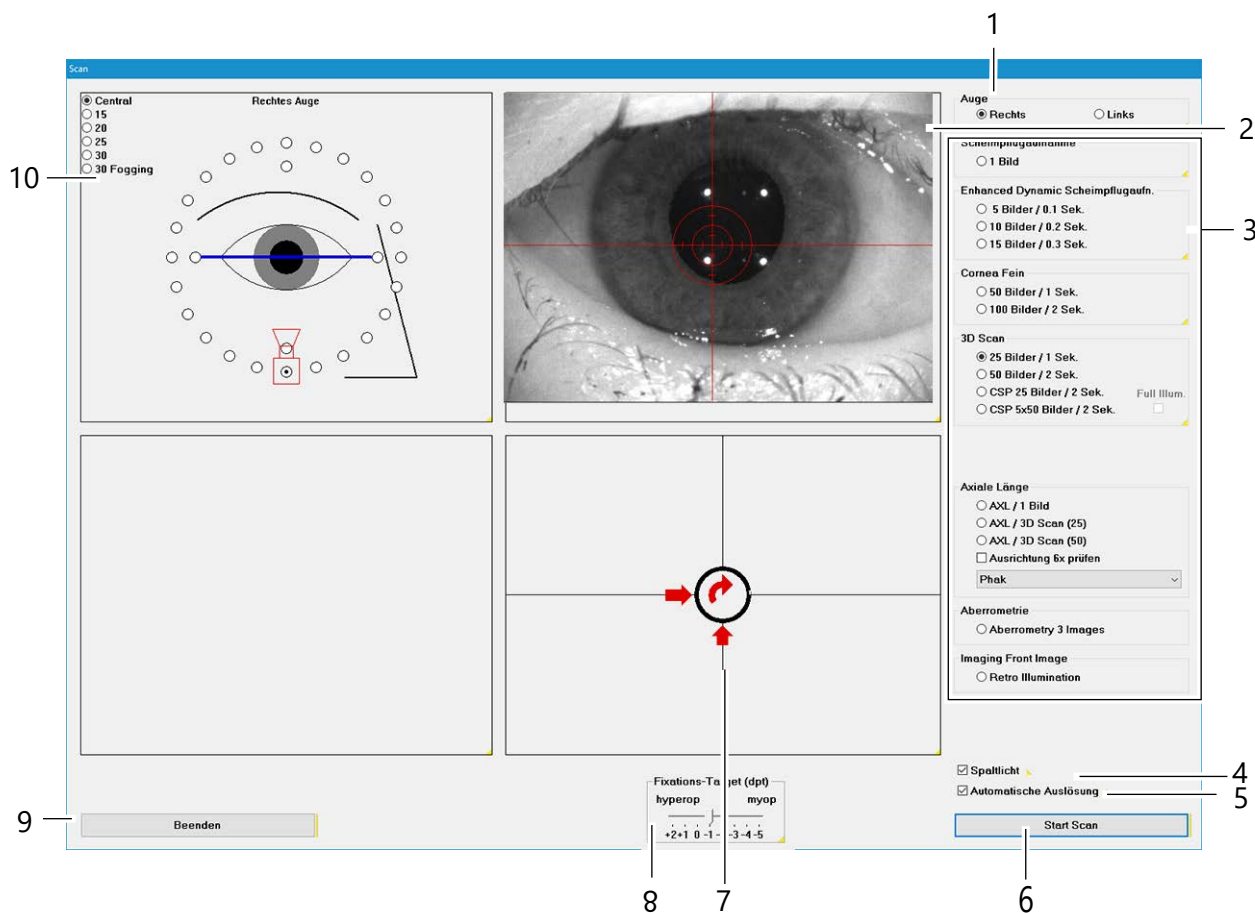 1
Scan
Central
Rechtes Auge
15
20
25
30
30 Fogging
10
2
Auge
Rechts
Links
Scheimpflugaufnahme
1 Bild
Enhanced Dynamic Scheimpflugaufn.
5 Bilder / 0.1 Sek.
10 Bilder / 0.2 Sek.
15 Bilder / 0.3 Sek.
3
Cornea Fein
50 Bilder / 1 Sek.
100 Bilder / 2 Sek.
3D Scan
25 Bilder / 1 Sek.
50 Bilder / 2 Sek.
CSP 25 Bilder / 2 Sek.
Full Illum.
CSP 5x50 Bilder / 2 Sek.
Axiale Länge
AXL / 1 Bild
AXL / 3D Scan (25)
AXL / 3D Scan (50)
Ausrichtung 6x prüfen
Phak
Aberrometrie
Aberrometry 3 Images
Imaging Front Image
Retro Illumination
Spaltlicht
4
Automatische Auslösung
5
Fixations-Target (dpt)
hyperop
myop
+2 +1 0 -1 - -3 -4 -5
9
Beenden
Start Scan
8
7
6